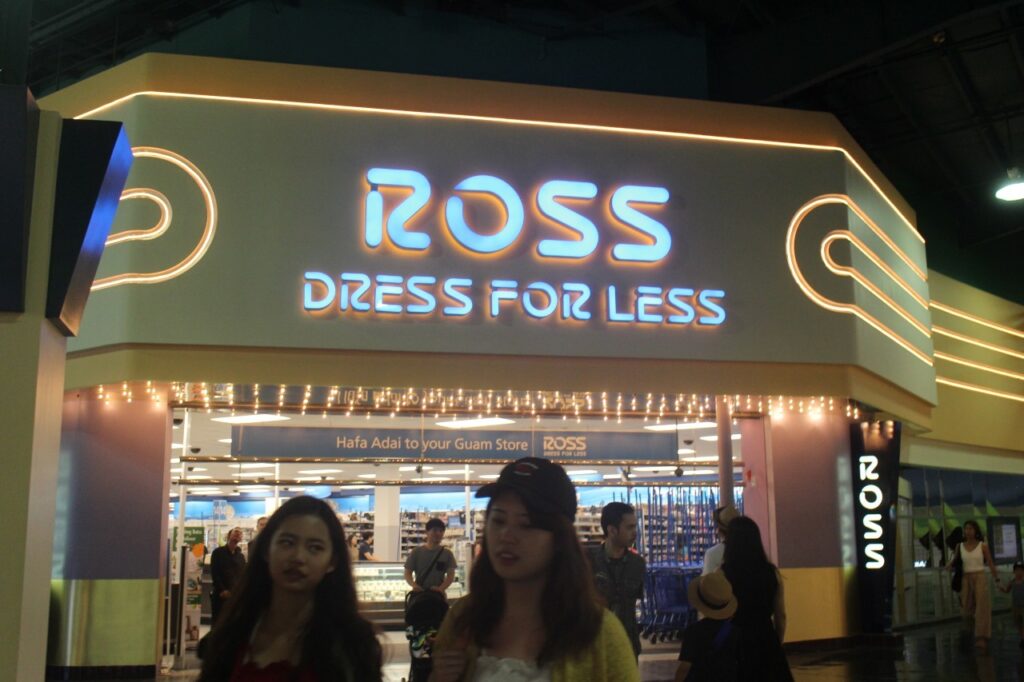 ROSS
DRESS FOR LESS
Hafa Adai to your Guam Store
ROSS
DRESS FOR LESS
ROSS